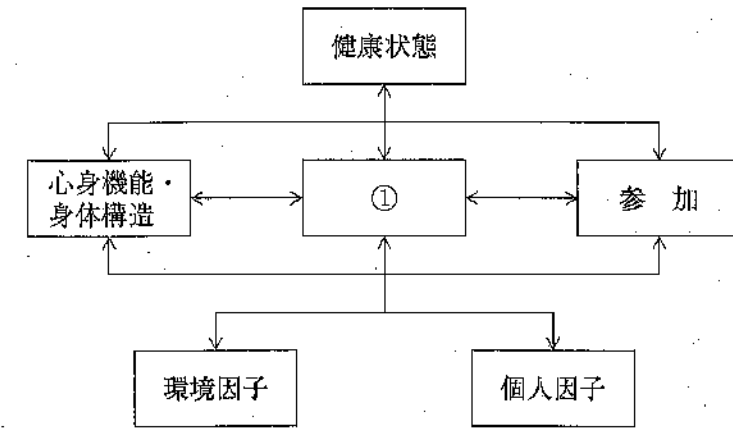 健康状態
心身機能・
身体構造
①
参 加
環境因子
個人因子